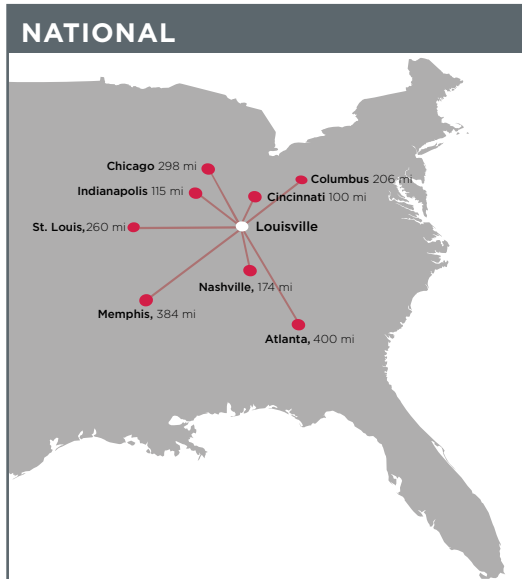 NATIONAL
Chicago 298 mi
Columbus 206 mi
Indianapolis 115 mi
Cincinnati 100 mi
St. Louis,260 mi
Louisville
Nashville, 174 mi
Memphis, 384 mi
Atlanta, 400 mi